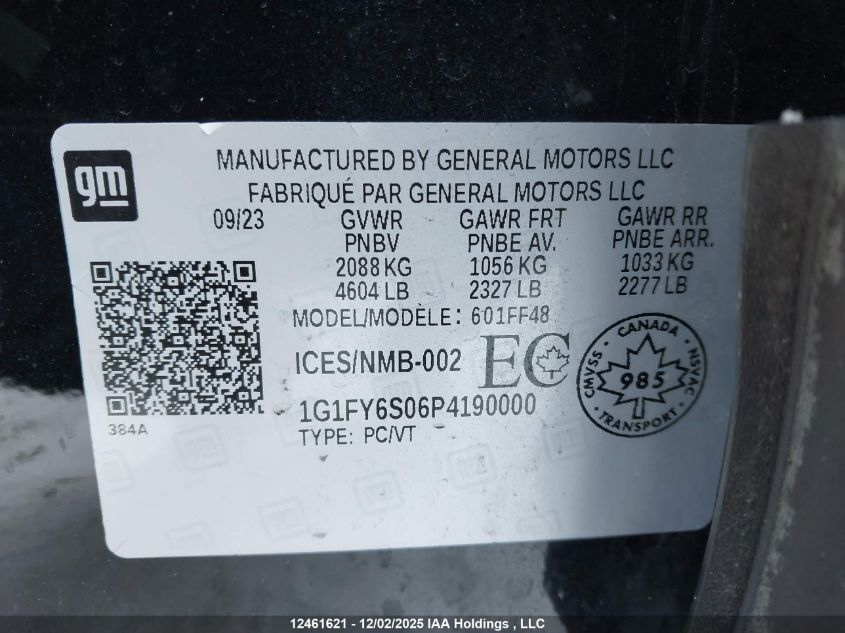 gm
MANUFACTURED BY GENERAL MOTORS LLC
FABRIQUÉ PAR GENERAL MOTORS LLC
09/23 GVWR GAWR FRT GAWR RR
PNBV PNBE AV. PNBE ARR.
2088 KG 1056 KG 1033 KG
4604 LB 2327 LB 2277 LB
MODEL/MODÈLE: 601FF48
ICES/NMB-002 EC
1G1FY6S06P4190000
TYPE: PC/VT
384A
CANADA
CMVSS 985 NSVAC
TRANSPORT
12461621 - 12/02/2025 IAA Holdings , LLC